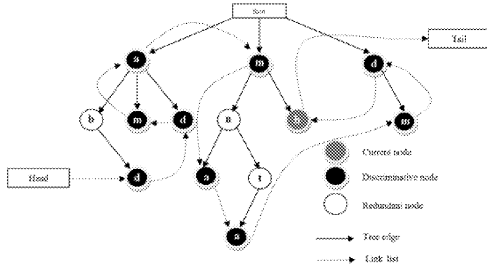 Root
Tail
a
m
d
b
m
d
n
m
Head
d
a
t
a
Current node
Discriminative node
Redundant node
Tree edge
Link list